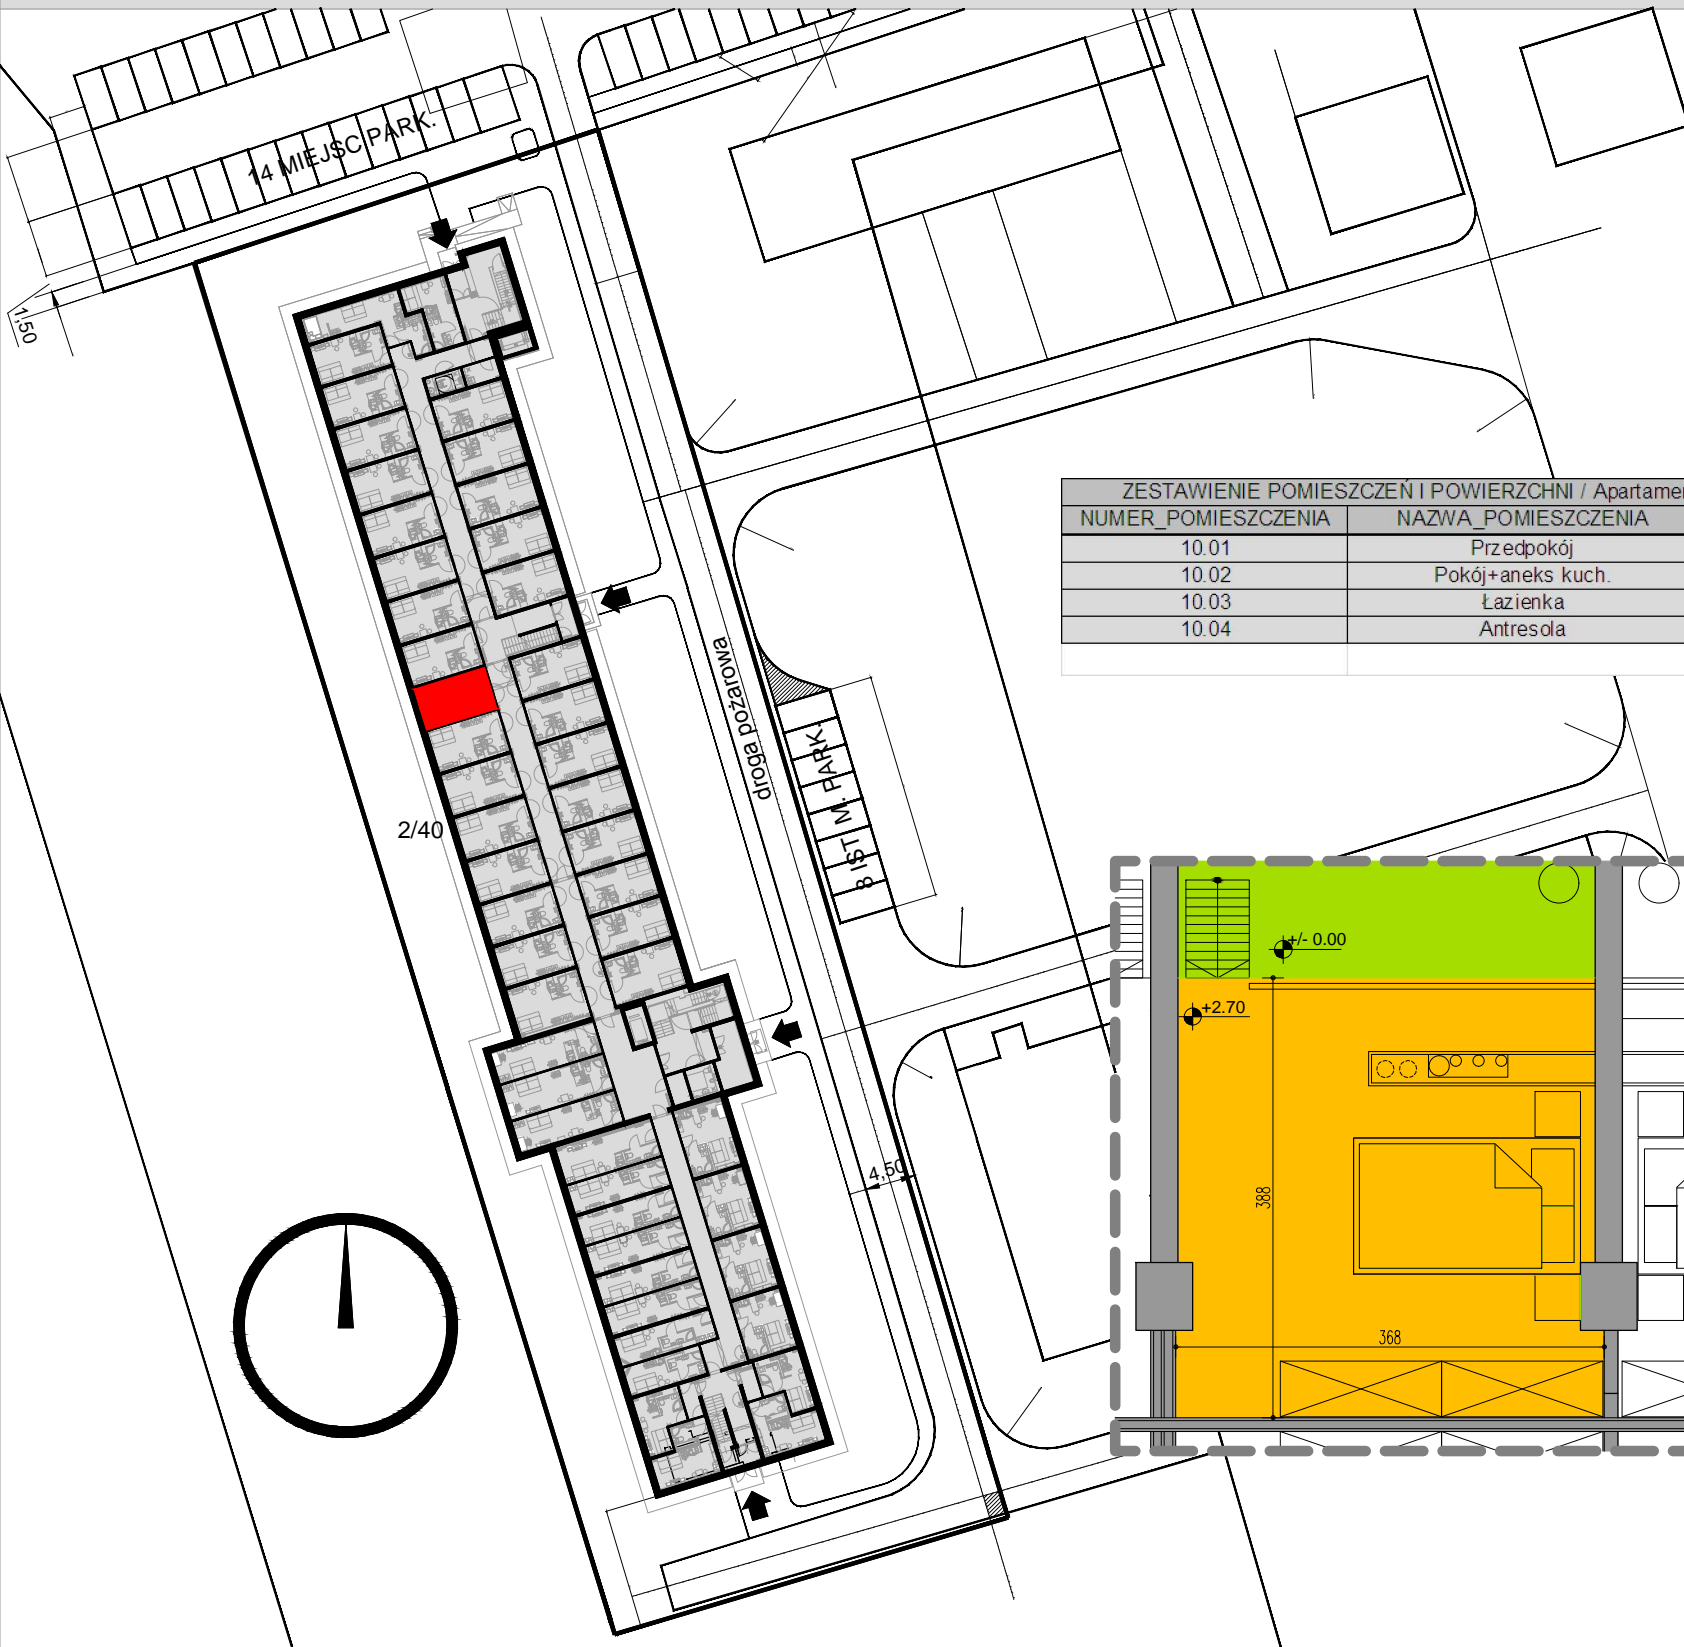 14 MIEJSC PARK.
1,50
ZESTAWIENIE POMIESZCZEŃ I POWIERZCHNI / Apartamen
NUMER_POMIESZCZENIA NAZWA_POMIESZCZENIA
10.01 Przedpokój
10.02 Pokój+aneks kuch.
10.03 Łazienka
10.04 Antresola
droga pożarowa
8 IST M. PARK.
2/40
+/- 0.00
+2.70
4,50
388
368